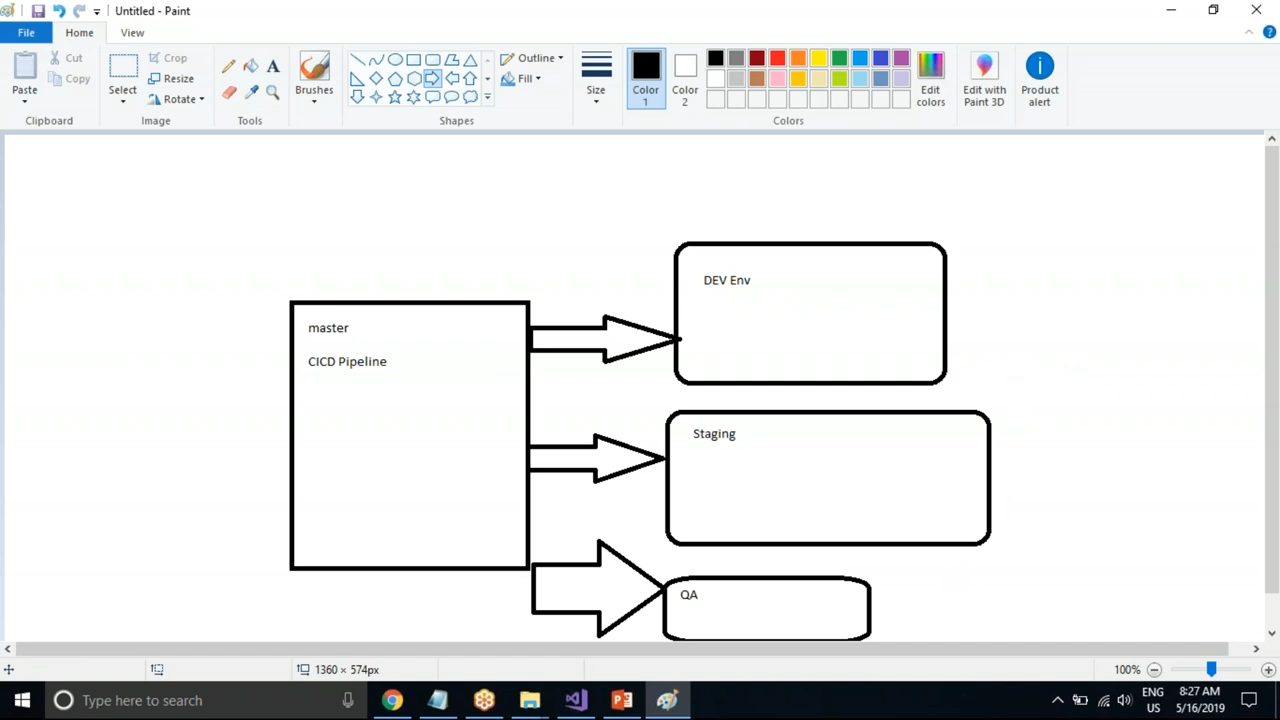 Untitled - Paint
File
Home
View
Paste
Cut
Copy
Clipboard
Select
Crop
Resize
Rotate
Image
A
Tools
Brushes
Outline
Fill
Shapes
Size
Color
1
Color
2
Edit
colors
Colors
Edit with
Paint 3D
Product
alert
DEV Env
master
CICD Pipeline
Staging
QA
1360 × 574px
100%
Type here to search
ENG
US
8:27 AM
5/16/2019